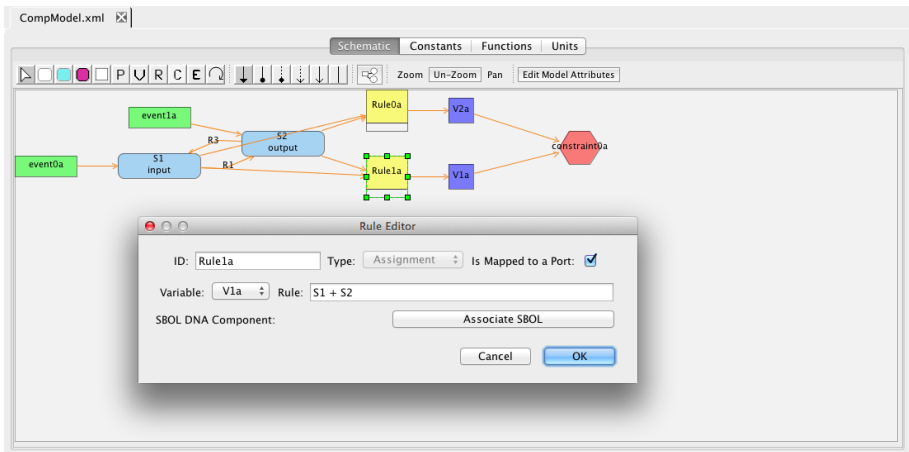 CompModel.xml
Schematic Constants Functions Units
P V R C E Zoom Un-Zoom Pan Edit Model Attributes
Rule0a
V2a
event1a
R3
S2
output
constraint0a
event0a
S1
input
R1
Rule1a
V1a
Rule Editor
ID: Rule1a Type: Assignment Is Mapped to a Port:
Variable: V1a Rule: S1 + S2
SBOL DNA Component: Associate SBOL
Cancel OK